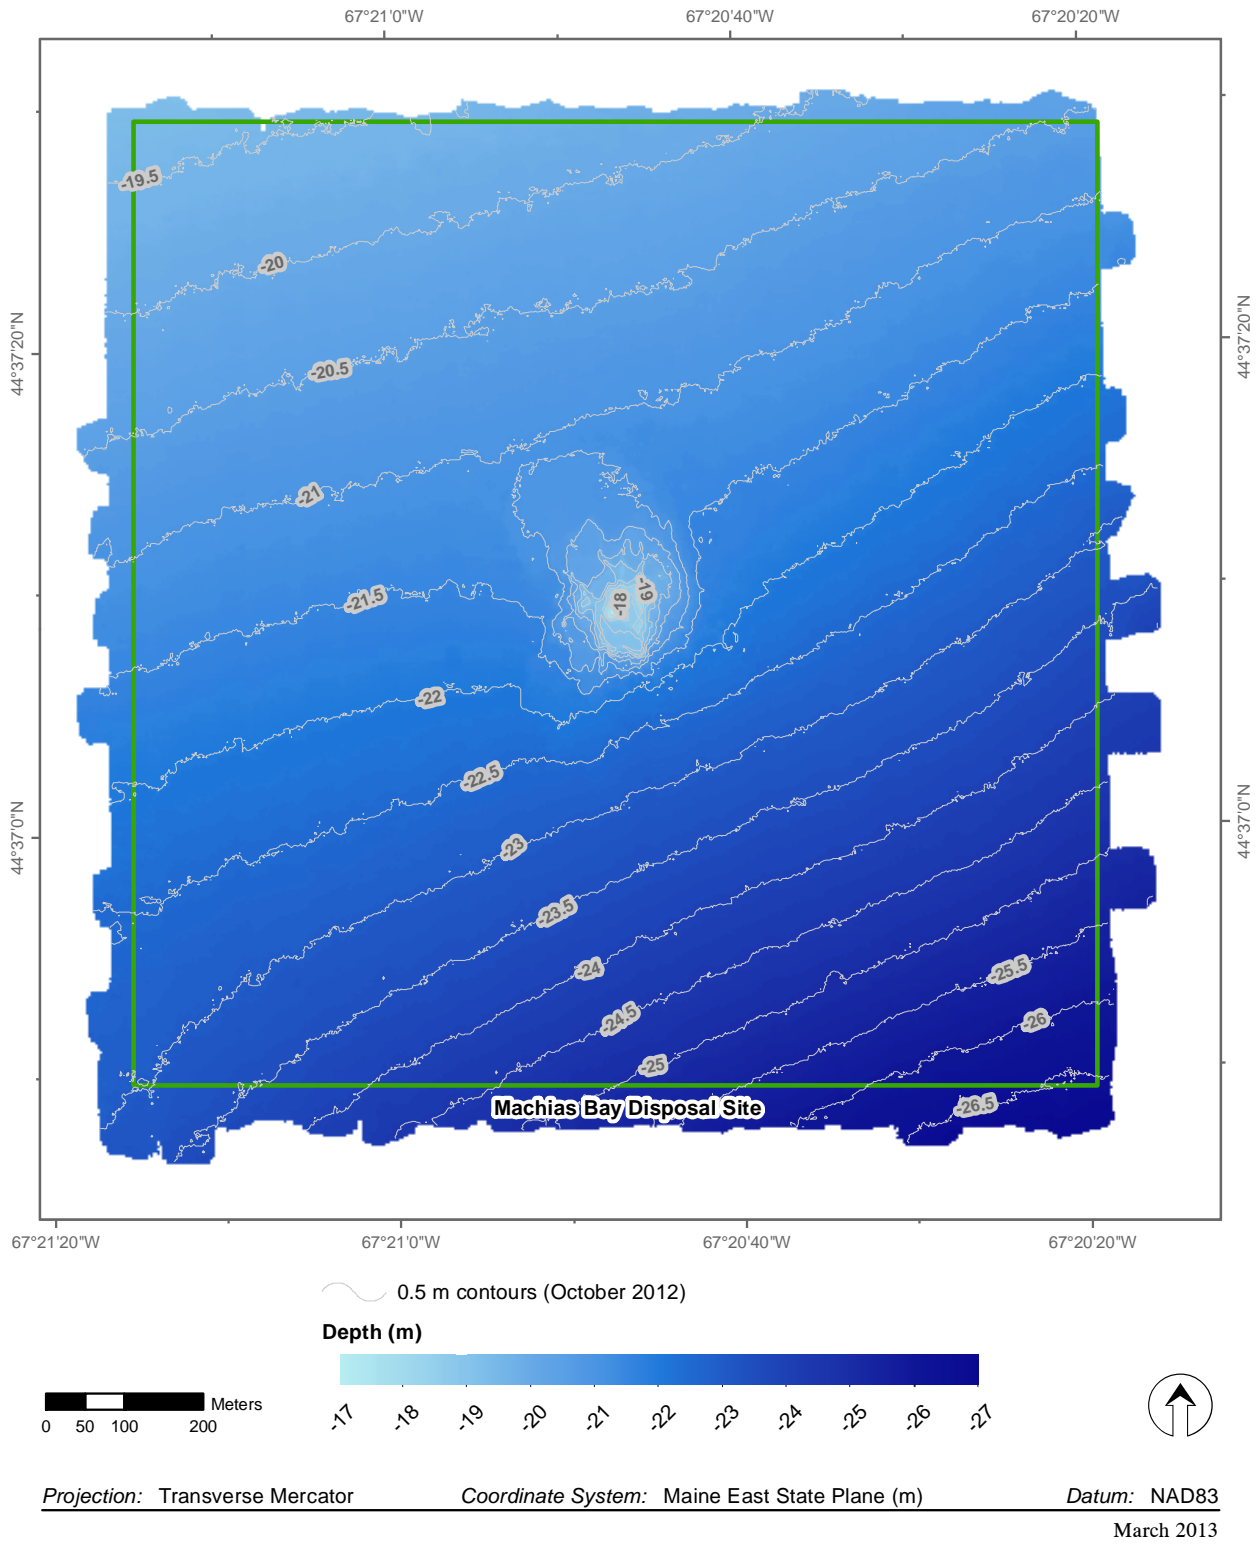 67°21'0"W 67°20'40"W 67°20'20"W
-19.5
-20
44°37'20"N
44°37'20"N
-20.5
-21
-21.5
-19
-18
-22
-22.5
44°37'0"N
44°37'0"N
-23
-23.5
-24
-25.5
-24.5
-26
-25
-26.5
Machias Bay Disposal Site
67°21'20"W 67°21'0"W 67°20'40"W 67°20'20"W
0.5 m contours (October 2012)
Depth (m)
Meters
0 50 100 200
-17 -18 -19 -20 -21 -22 -23 -24 -25 -26 -27
Projection: Transverse Mercator Coordinate System: Maine East State Plane (m) Datum: NAD83
March 2013